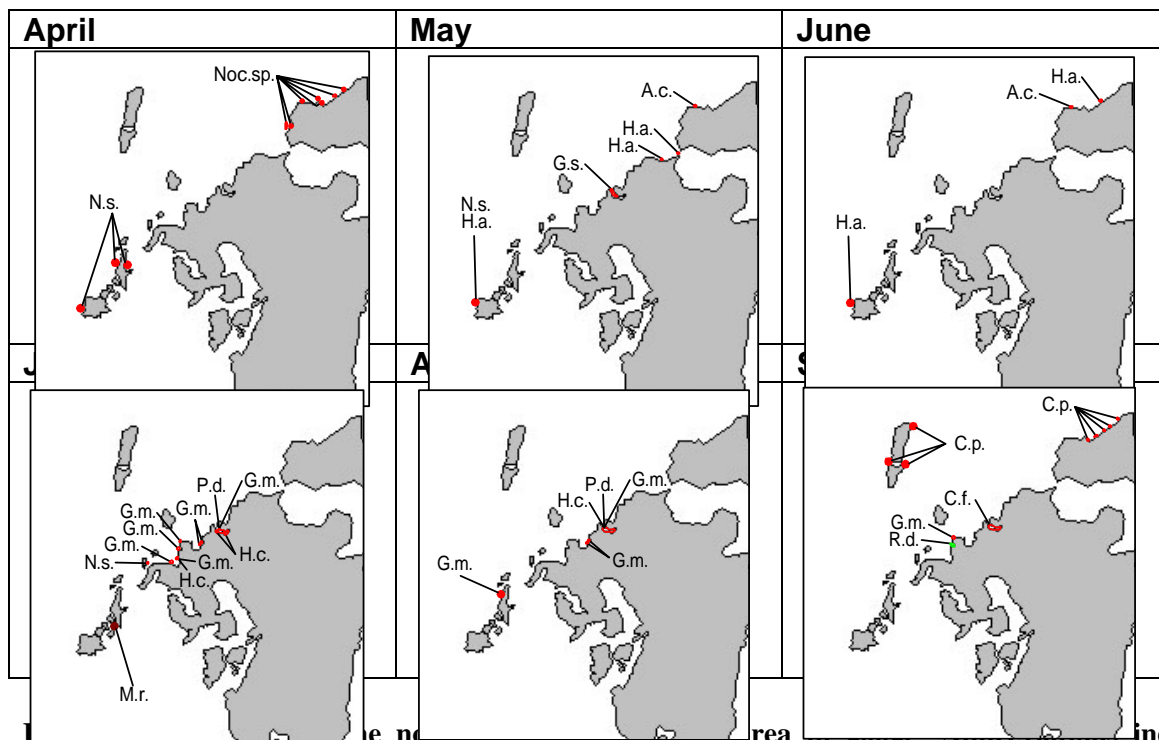 April
May
June
Noc.sp.
N.s.
A.c.
H.a.
H.a.
G.s.
N.s.
H.a.
H.a.
A.c.
H.a.
A
P.d.
G.m.
G.m.
G.m.
G.m.
G.m.
N.s.
G.m.
H.c.
H.c.
M.r.
P.d.
G.m.
H.c.
G.m.
G.m.
C.p.
C.p.
C.f.
G.m.
R.d.